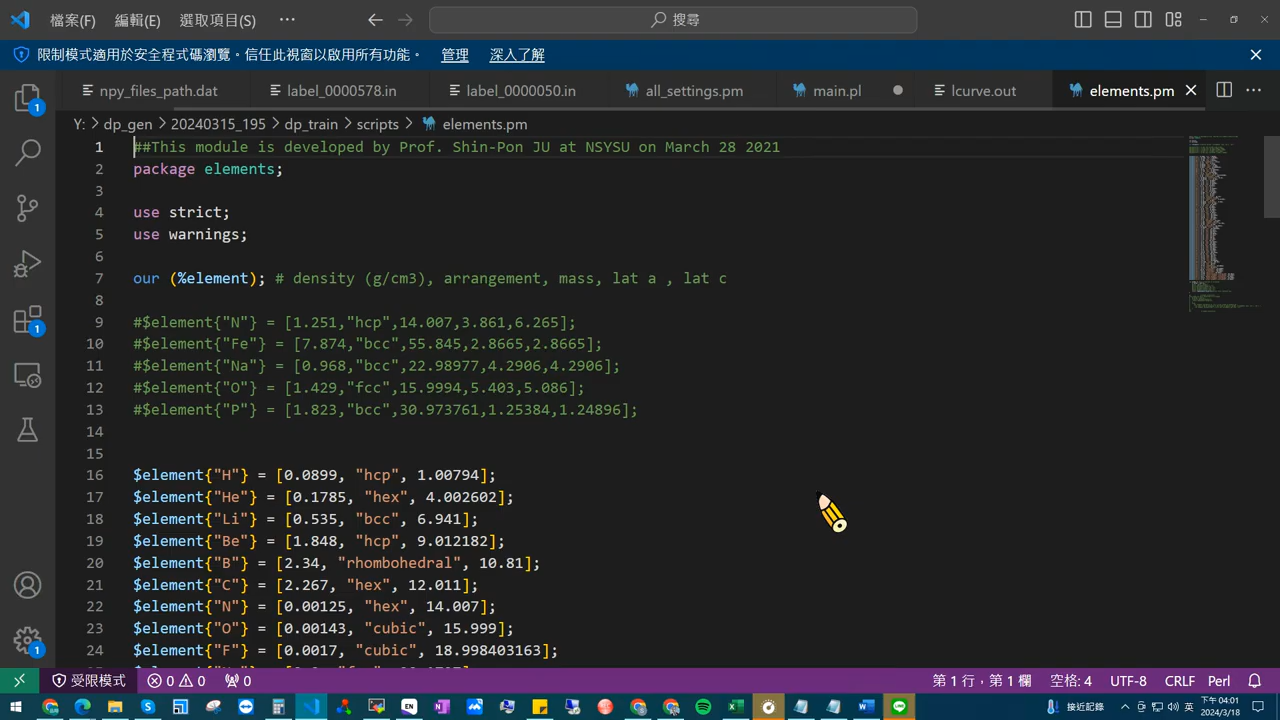 檔案(F) 編輯(E) 選取項目(S) ··· 搜尋
限制模式適用於安全程式碼瀏覽。信任此視窗以啟用所有功能。 管理 深入了解
npy_files_path.dat label_0000578.in label_0000050.in all_settings.pm main.pl lcurve.out elements.pm
Y: > dp_gen > 20240315_195 > dp_train > scripts > elements.pm
1 ##This module is developed by Prof. Shin-Pon JU at NSYSU on March 28 2021
2 package elements;
3
4 use strict;
5 use warnings;
6
7 our (%element); # density (g/cm3), arrangement, mass, lat a , lat c
8
9 #$element{"N"} = [1.251,"hcp",14.007,3.861,6.265];
10 #$element{"Fe"} = [7.874,"bcc",55.845,2.8665,2.8665];
11 #$element{"Na"} = [0.968,"bcc",22.98977,4.2906,4.2906];
12 #$element{"O"} = [1.429,"fcc",15.9994,5.403,5.086];
13 #$element{"P"} = [1.823,"bcc",30.973761,1.25384,1.24896];
14
15
16 $element{"H"} = [0.0899, "hcp", 1.00794];
17 $element{"He"} = [0.1785, "hex", 4.002602];
18 $element{"Li"} = [0.535, "bcc", 6.941];
19 $element{"Be"} = [1.848, "hcp", 9.012182];
20 $element{"B"} = [2.34, "rhombohedral", 10.81];
21 $element{"C"} = [2.267, "hex", 12.011];
22 $element{"N"} = [0.00125, "hex", 14.007];
23 $element{"O"} = [0.00143, "cubic", 15.999];
24 $element{"F"} = [0.0017, "cubic", 18.998403163];
受限模式 0 0 0 第 1 行，第 1 欄 空格: 4 UTF-8 CRLF Perl
接近記錄 下午 04:01
2024/3/18